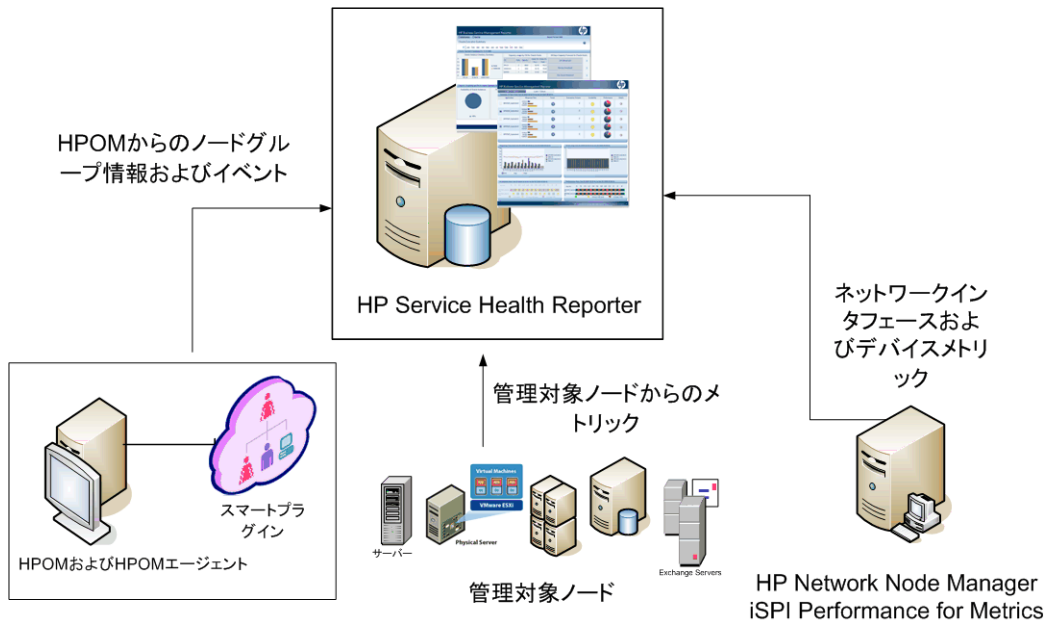 HPOMからのノードグル
ープ情報およびイベント
HP Service Health Reporter
ネットワークイン
タフェースおよ
びデバイスメトリ
ック
管理対象ノードからのメ
トリック
スマートプラ
グイン
HPOMおよびHPOMエージェント
サーバー
Virtual Machines
VMware ESXi
Physical Server
Exchange Servers
管理対象ノード
HP Network Node Manager
iSPI Performance for Metrics